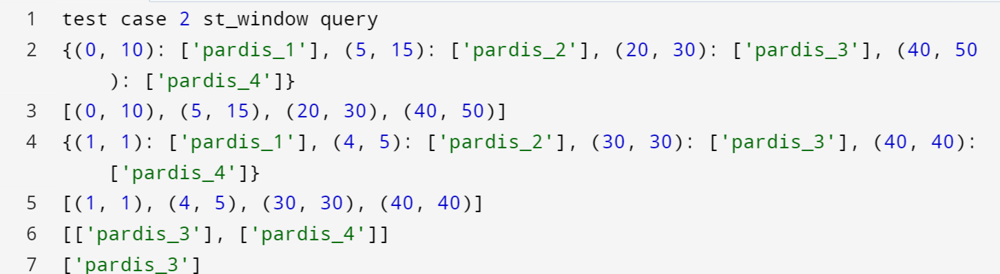 1 test case 2 st_window query
2 {(0, 10): ['pardis_1'], (5, 15): ['pardis_2'], (20, 30): ['pardis_3'], (40, 50
): ['pardis_4']}
3 [(0, 10), (5, 15), (20, 30), (40, 50)]
4 {(1, 1): ['pardis_1'], (4, 5): ['pardis_2'], (30, 30): ['pardis_3'], (40, 40):
['pardis_4']}
5 [(1, 1), (4, 5), (30, 30), (40, 40)]
6 [['pardis_3'], ['pardis_4']]
7 ['pardis_3']